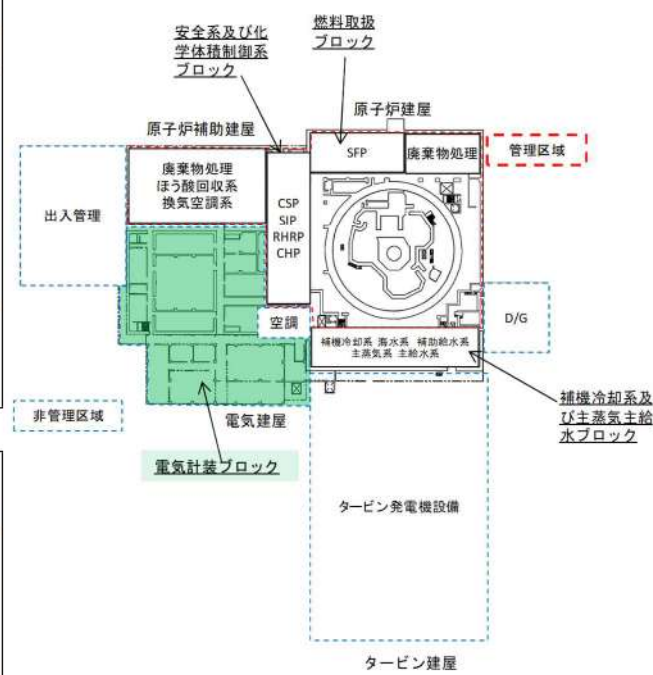 安全系及び化
学体積制御系
ブロック
燃料取扱
ブロック
原子炉補助建屋
原子炉建屋
出入管理
廃棄物処理
ほう酸回収系
換気空調系
CSP
SIP
RHRP
CHP
SFP
廃棄物処理
管理区域
空調
D/G
補機冷却系 海水系 補助給水系
主蒸気系 主給水系
非管理区域
電気建屋
電気計装ブロック
補機冷却系及
び主蒸気主給
水ブロック
タービン発電機設備
タービン建屋